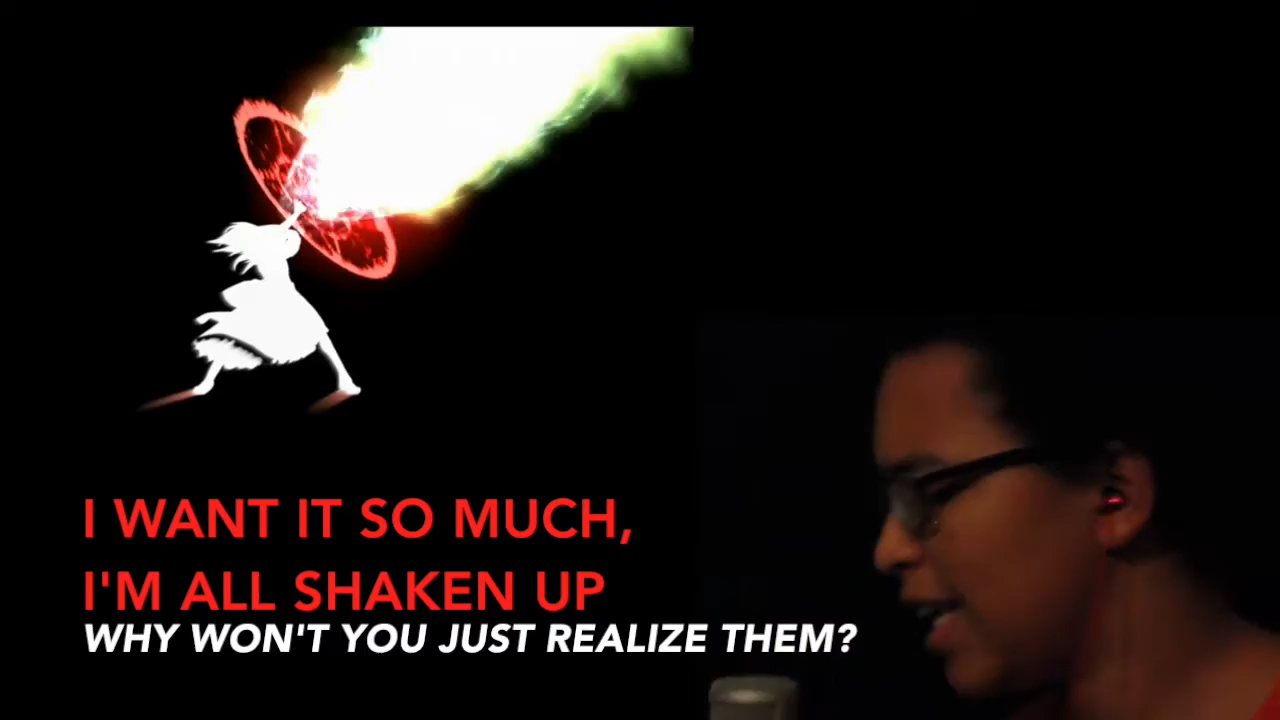 I WANT IT SO MUCH,
I'M ALL SHAKEN UP
WHY WON'T YOU JUST REALIZE THEM?